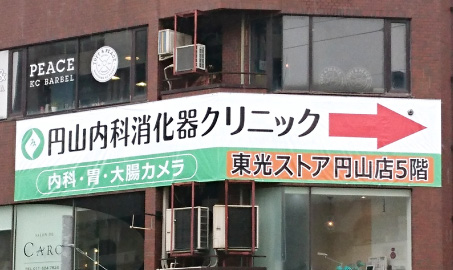 PEACE
KC BARBEL
円山内科消化器クリニック
内科・胃・大腸カメラ
東光ストア円山店5階
CARO